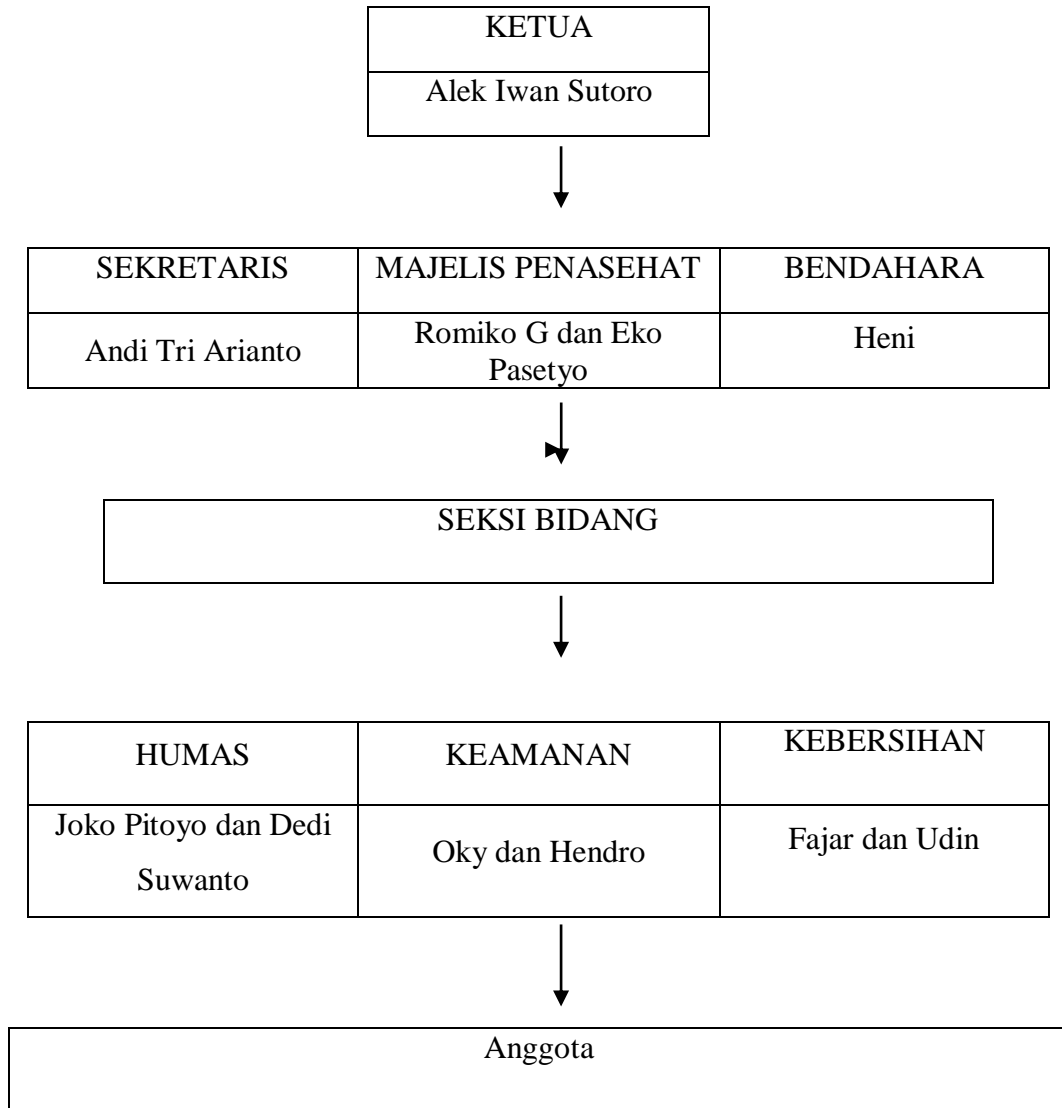 KETUA
Alek Iwan Sutoro
SEKRETARIS
MAJELIS PENASEHAT
BENDAHARA
Andi Tri Arianto
Romiko G dan Eko
Pasetyo
Heni
SEKSI BIDANG
HUMAS
KEAMANAN
KEBERSIHAN
Joko Pitoyo dan Dedi
Suwanto
Oky dan Hendro
Fajar dan Udin
Anggota